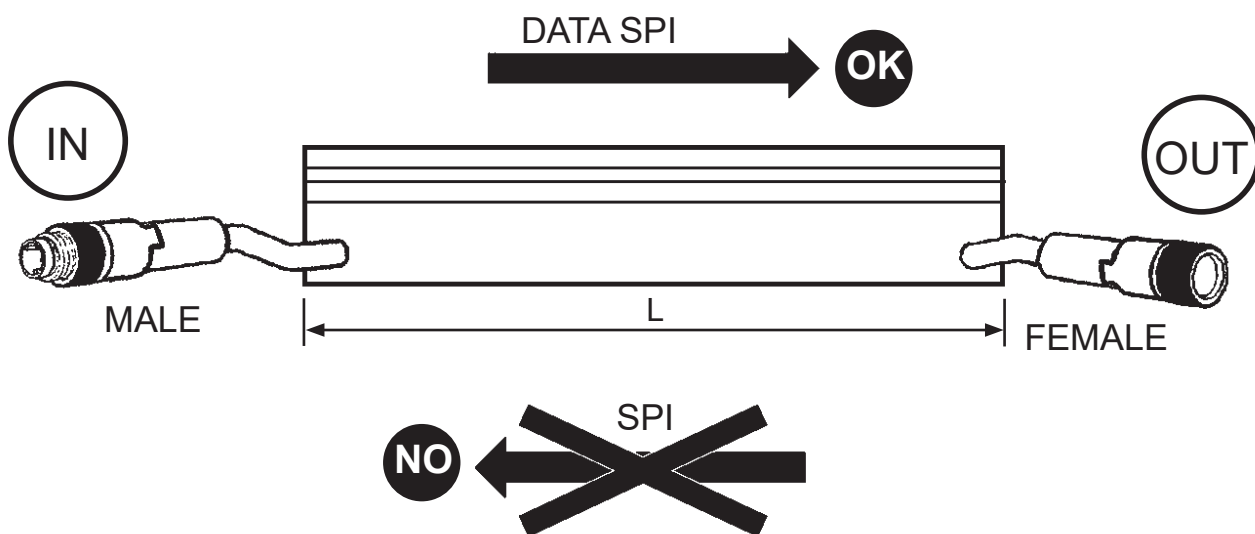 DATA SPI
OK
IN
OUT
MALE
L
FEMALE
SPI
NO